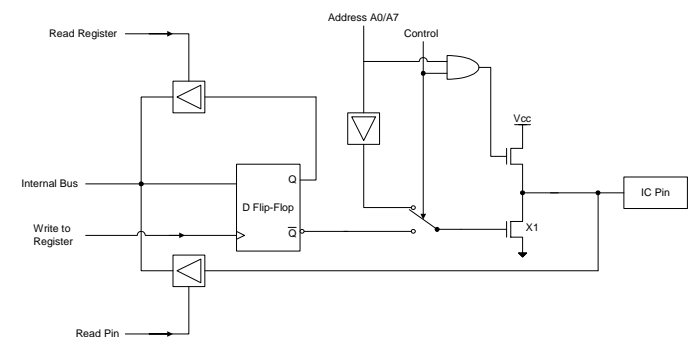 Address A0/A7
Read Register
Control
Vcc
Internal Bus
Q
D Flip-Flop
IC Pin
Write to
Register
Q
X1
Read Pin